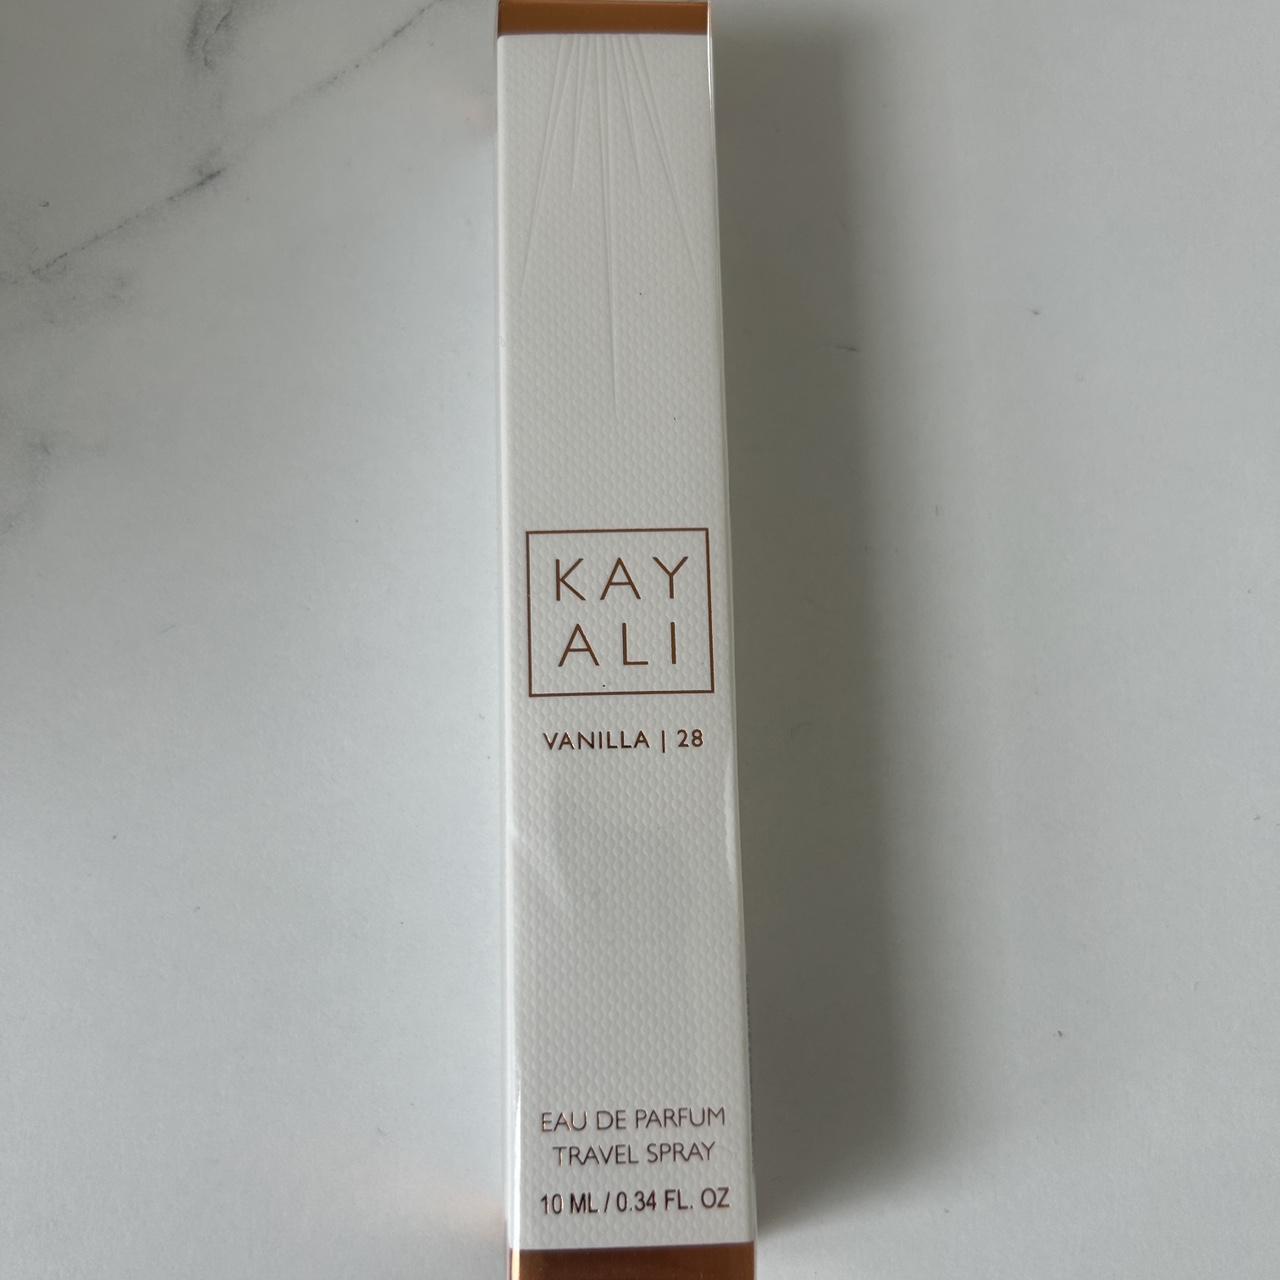 KAY
ALI
VANILLA | 28
EAU DE PARFUM
TRAVEL SPRAY
10 ML / 0.34 FL. OZ